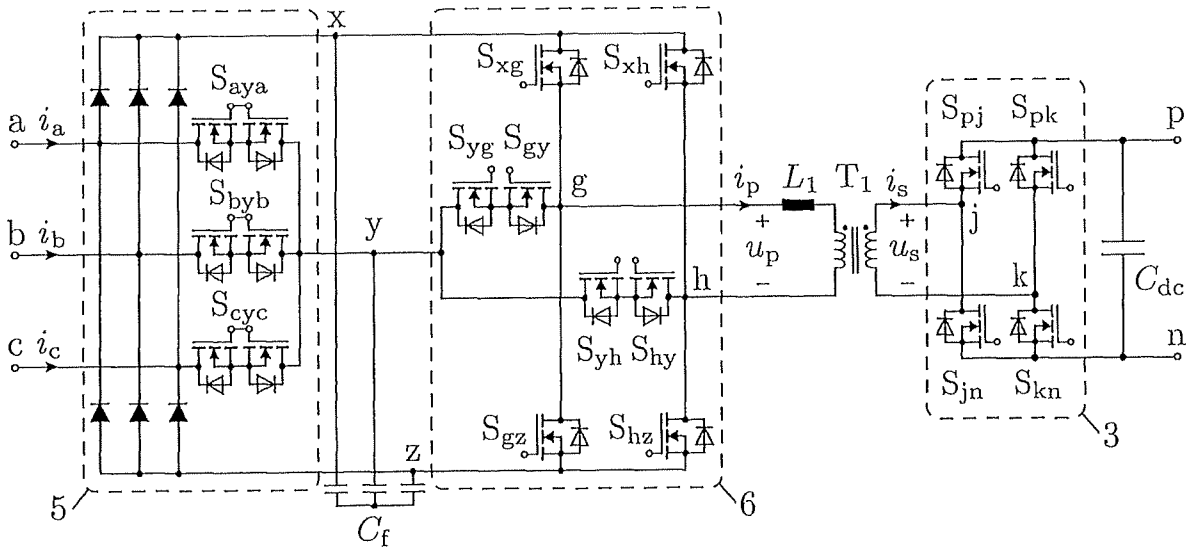 x
S_xg S_xh
S_aya
a i_a
S_pj S_pk
p
S_yg S_gy
g
i_p L_1 T_1 i_s
S_byb
+ +
j
b i_b
y
u_p u_s
k
C_dc
h
− −
S_cyc
c i_c
S_yh S_hy
n
S_jn S_kn
S_gz S_hz
z
3
5
C_f
6